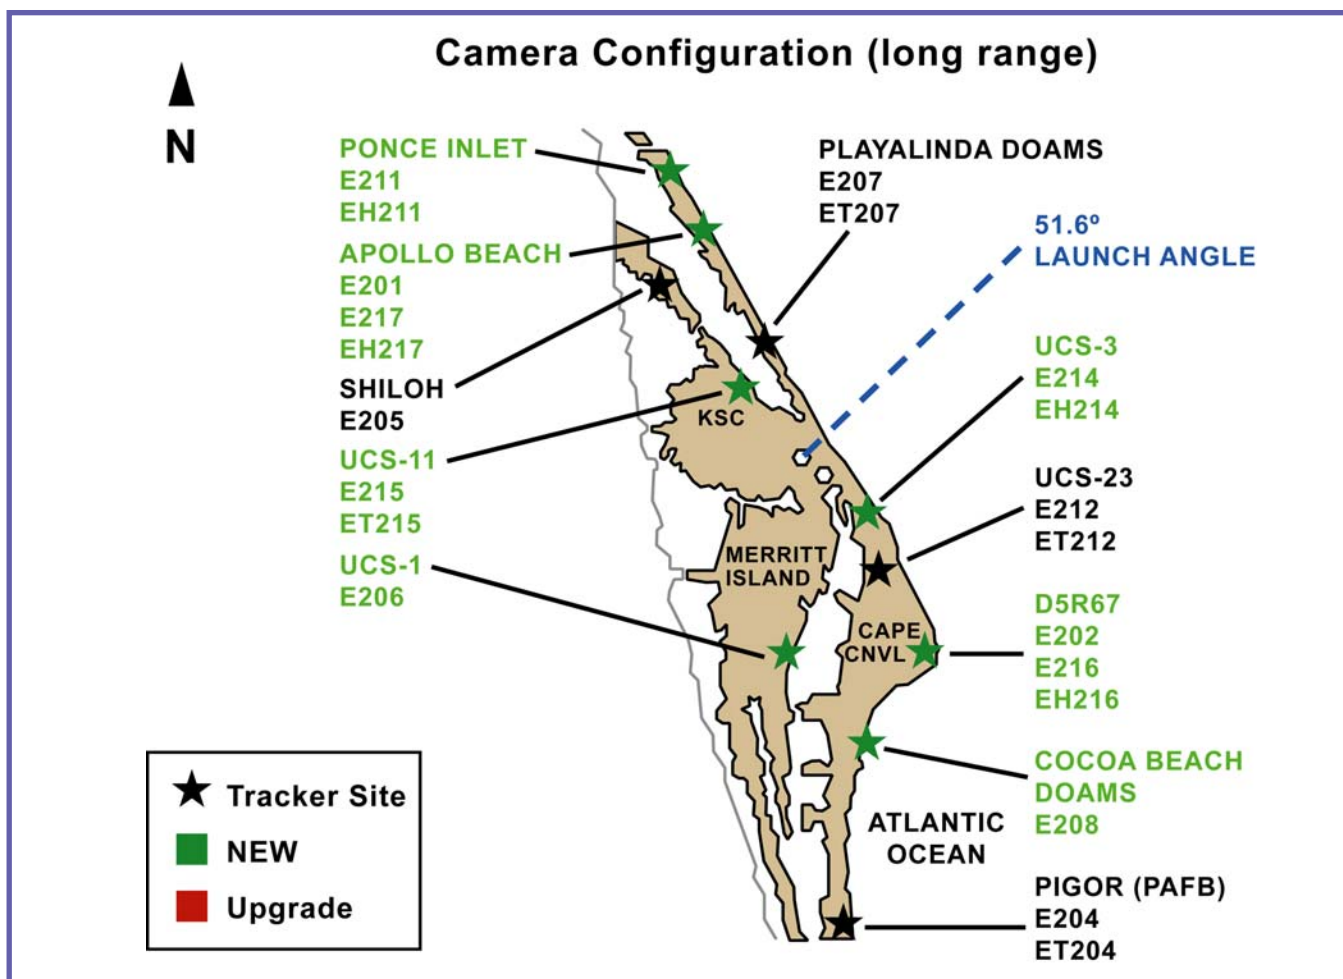 Camera Configuration (long range)
N
PONCE INLET
E211
EH211
APOLLO BEACH
E201
E217
EH217
SHILOH
E205
UCS-11
E215
ET215
UCS-1
E206
PLAYALINDA DOAMS
E207
ET207
51.6º
LAUNCH ANGLE
UCS-3
E214
EH214
UCS-23
E212
ET212
D5R67
E202
E216
EH216
COCOA BEACH
DOAMS
E208
PIGOR (PAFB)
E204
ET204
KSC
MERRITT
ISLAND
CAPE
CNVL
ATLANTIC
OCEAN
Tracker Site
NEW
Upgrade